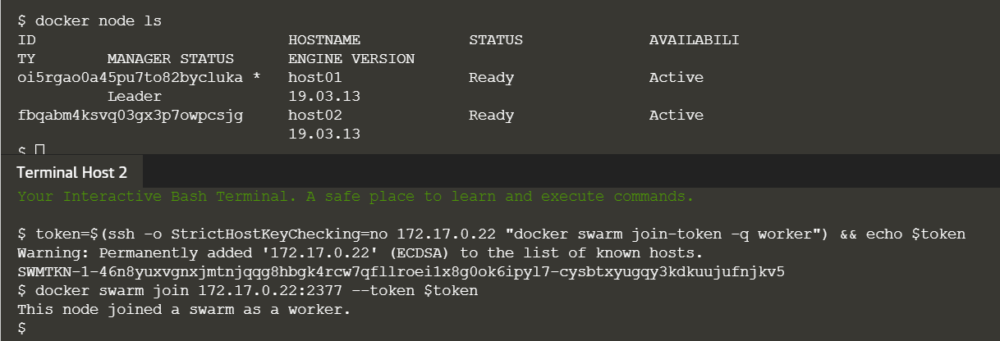 $ docker node ls
ID                            HOSTNAME            STATUS              AVAILABILI
TY        MANAGER STATUS      ENGINE VERSION
oi5rgao0a45pu7to82bycluka *   host01              Ready               Active
          Leader              19.03.13
fbqabm4ksvq03gx3p7owpcsjg     host02              Ready               Active
                              19.03.13
$
Terminal Host 2
Your Interactive Bash Terminal. A safe place to learn and execute commands.
$ token=$(ssh -o StrictHostKeyChecking=no 172.17.0.22 "docker swarm join-token -q worker") && echo $token
Warning: Permanently added '172.17.0.22' (ECDSA) to the list of known hosts.
SWMTKN-1-46n8yuxvgnxjmtnjqqg8hbgk4rcw7qfllroei1x8g0ok6ipyl7-cysbtxyugqy3kdkuujufnjkv5
$ docker swarm join 172.17.0.22:2377 --token $token
This node joined a swarm as a worker.
$